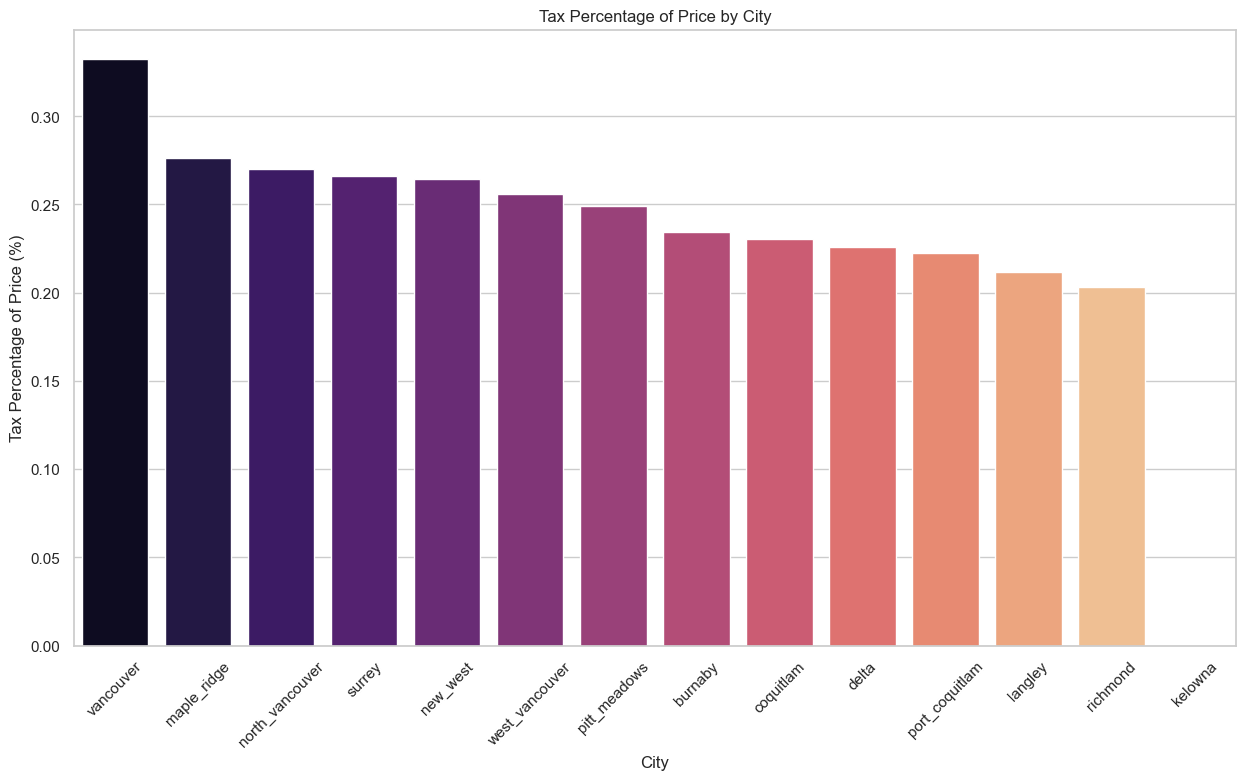 Tax Percentage of Price by City
Tax Percentage of Price (%)
0.30
0.25
0.20
0.15
0.10
0.05
0.00
vancouver
maple_ridge
north_vancouver
surrey
new_west
west_vancouver
pitt_meadows
burnaby
coquitlam
delta
port_coquitlam
langley
richmond
kelowna
City